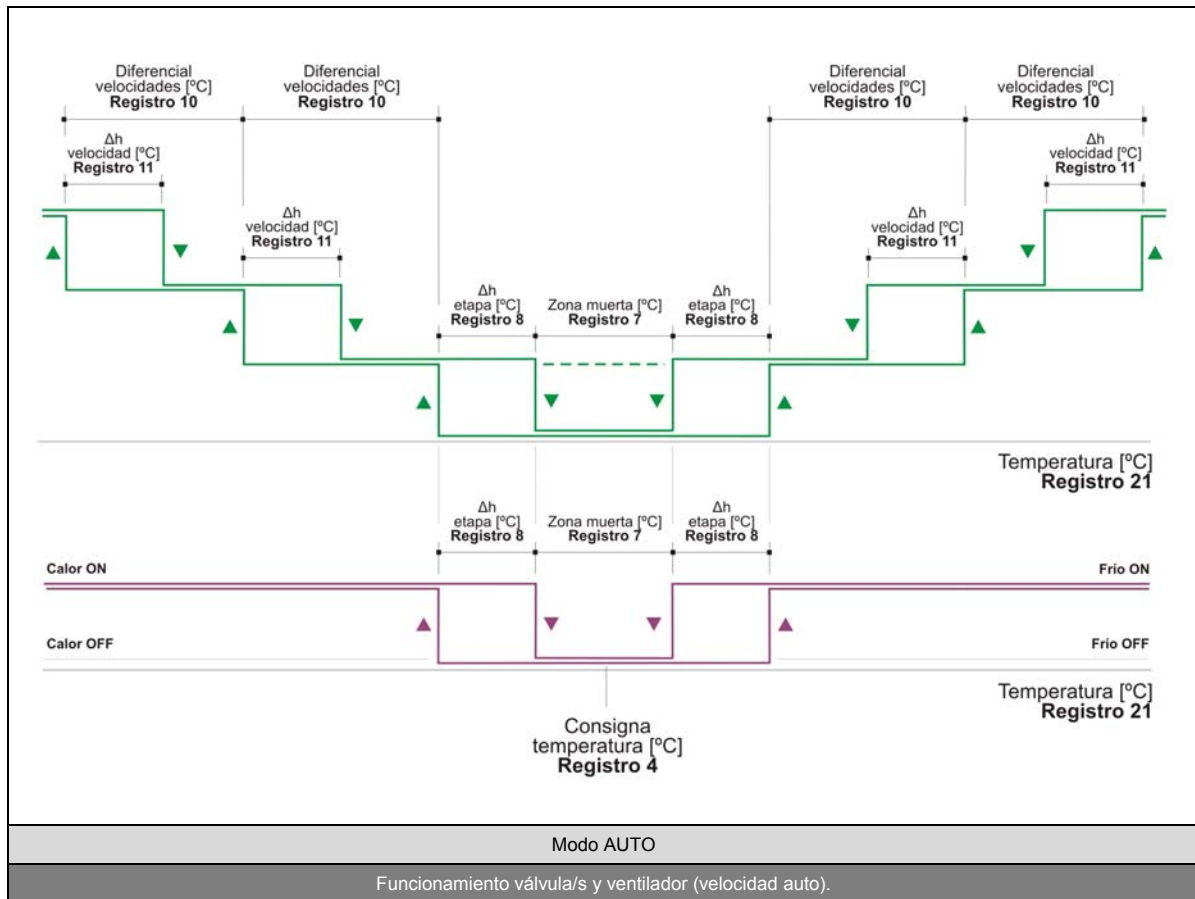 Diferencial
velocidades [ºC]
Registro 10
Diferencial
velocidades [ºC]
Registro 10
Diferencial
velocidades [ºC]
Registro 10
Diferencial
velocidades [ºC]
Registro 10
Δh
velocidad [ºC]
Registro 11
Δh
velocidad [ºC]
Registro 11
Δh
velocidad [ºC]
Registro 11
Δh
velocidad [ºC]
Registro 11
Δh
etapa [ºC]
Registro 8
Zona muerta [ºC]
Registro 7
Δh
etapa [ºC]
Registro 8
Temperatura [ºC]
Registro 21
Δh
etapa [ºC]
Registro 8
Zona muerta [ºC]
Registro 7
Δh
etapa [ºC]
Registro 8
Calor ON
Frío ON
Calor OFF
Frío OFF
Temperatura [ºC]
Registro 21
Consigna
temperatura [ºC]
Registro 4
Modo AUTO
Funcionamiento válvula/s y ventilador (velocidad auto).